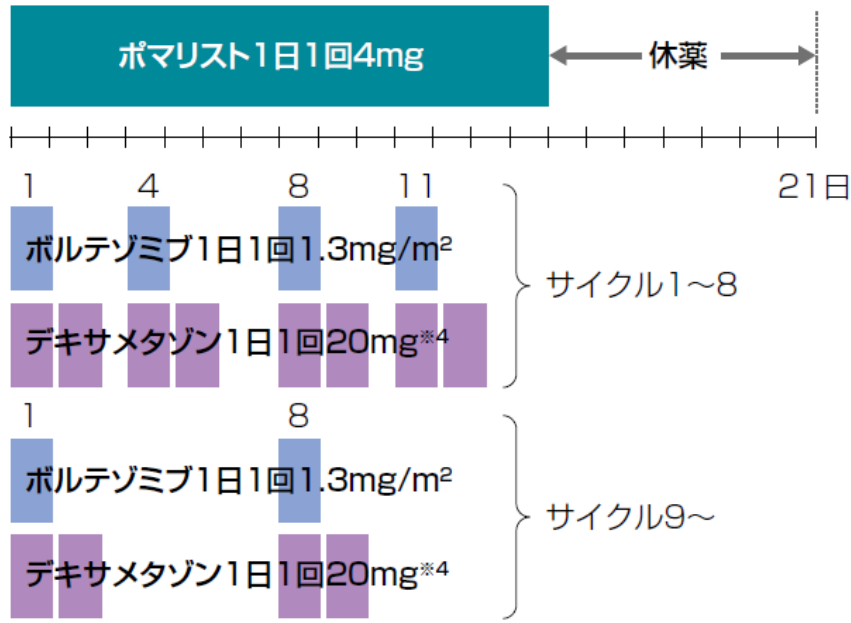 ポマリスト1日1回4mg
休薬
1 4 8 11 21日
ボルテゾミブ1日1回1.3mg/m²
サイクル1～8
デキサメタゾン1日1回20mg※4
1 8
ボルテゾミブ1日1回1.3mg/m²
サイクル9～
デキサメタゾン1日1回20mg※4